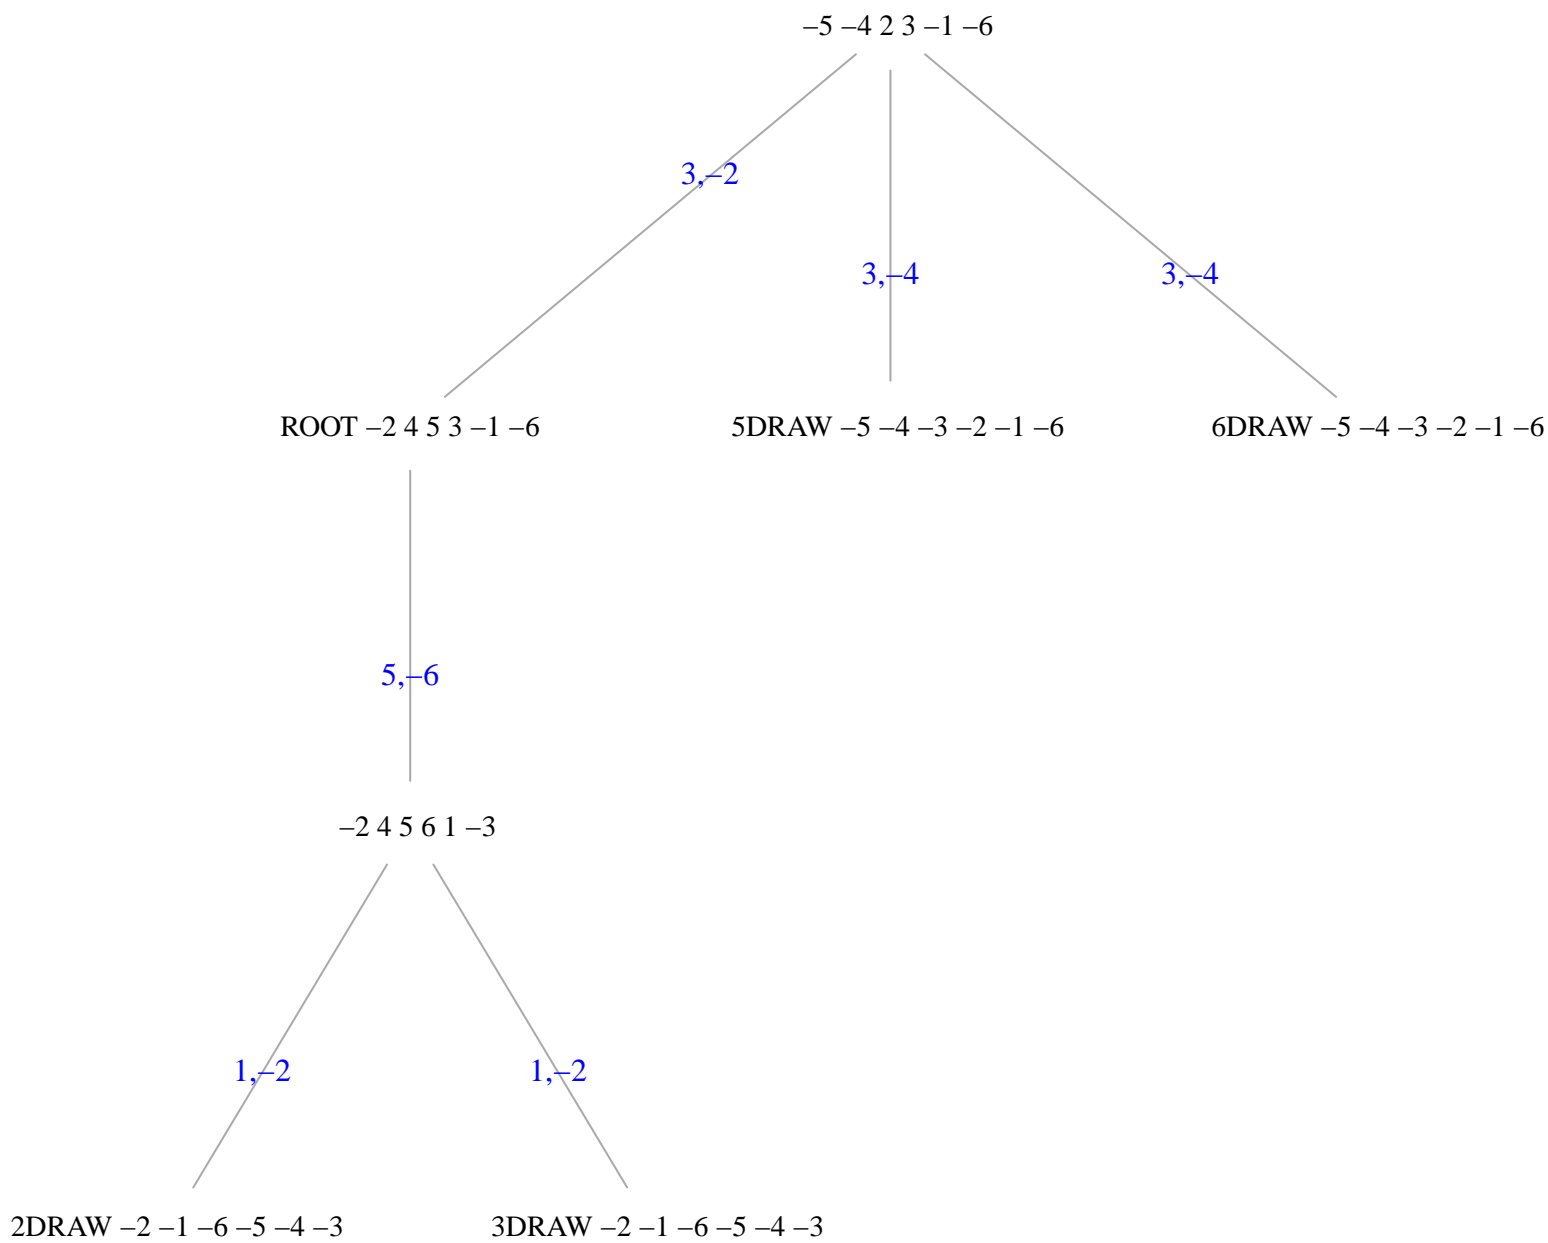 –5 –4 2 3 –1 –6
3,–2
3,–4
3,–4
ROOT –2 4 5 3 –1 –6
5DRAW –5 –4 –3 –2 –1 –6
6DRAW –5 –4 –3 –2 –1 –6
5,–6
–2 4 5 6 1 –3
1,–2
1,–2
2DRAW –2 –1 –6 –5 –4 –3
3DRAW –2 –1 –6 –5 –4 –3